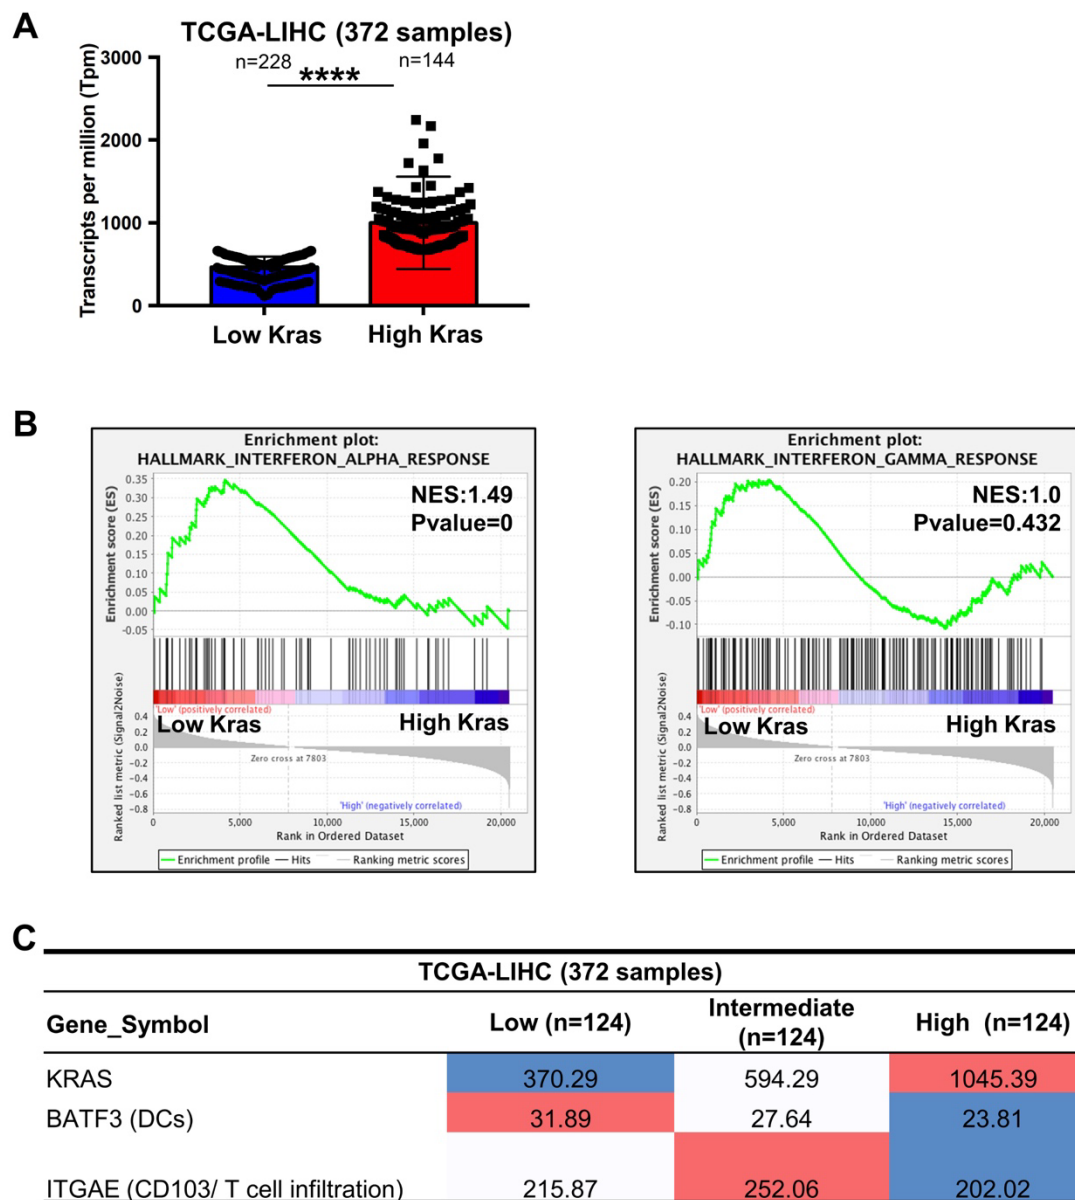 A
TCGA-LIHC (372 samples)
n=228
n=144
****
Transcripts per million (Tpm)
3000
2000
1000
0
Low Kras
High Kras
B
Enrichment plot:
HALLMARK_INTERFERON_ALPHA_RESPONSE
NES:1.49
Pvalue=0
Enrichment score (ES)
0.35
0.30
0.25
0.20
0.15
0.10
0.05
0.00
-0.05
'Low' (positively correlated)
Low Kras
High Kras
Ranked list metric (Signal2Noise)
0.4
0.2
0.0
-0.2
-0.4
-0.6
-0.8
Zero cross at 7803
'High' (negatively correlated)
0
5,000
10,000
15,000
20,000
Rank in Ordered Dataset
Enrichment profile
Hits
Ranking metric scores
Enrichment plot:
HALLMARK_INTERFERON_GAMMA_RESPONSE
NES:1.0
Pvalue=0.432
Enrichment score (ES)
0.20
0.15
0.10
0.05
0.00
-0.05
-0.10
'Low' (positively correlated)
Low Kras
High Kras
Ranked list metric (Signal2Noise)
0.4
0.2
0.0
-0.2
-0.4
-0.6
-0.8
Zero cross at 7803
'High' (negatively correlated)
0
5,000
10,000
15,000
20,000
Rank in Ordered Dataset
Enrichment profile
Hits
Ranking metric scores
C
TCGA-LIHC (372 samples)
Gene_Symbol
Low (n=124)
Intermediate
(n=124)
High (n=124)
KRAS 370.29 594.29 1045.39
BATF3 (DCs) 31.89 27.64 23.81
ITGAE (CD103/ T cell infiltration) 215.87 252.06 202.02